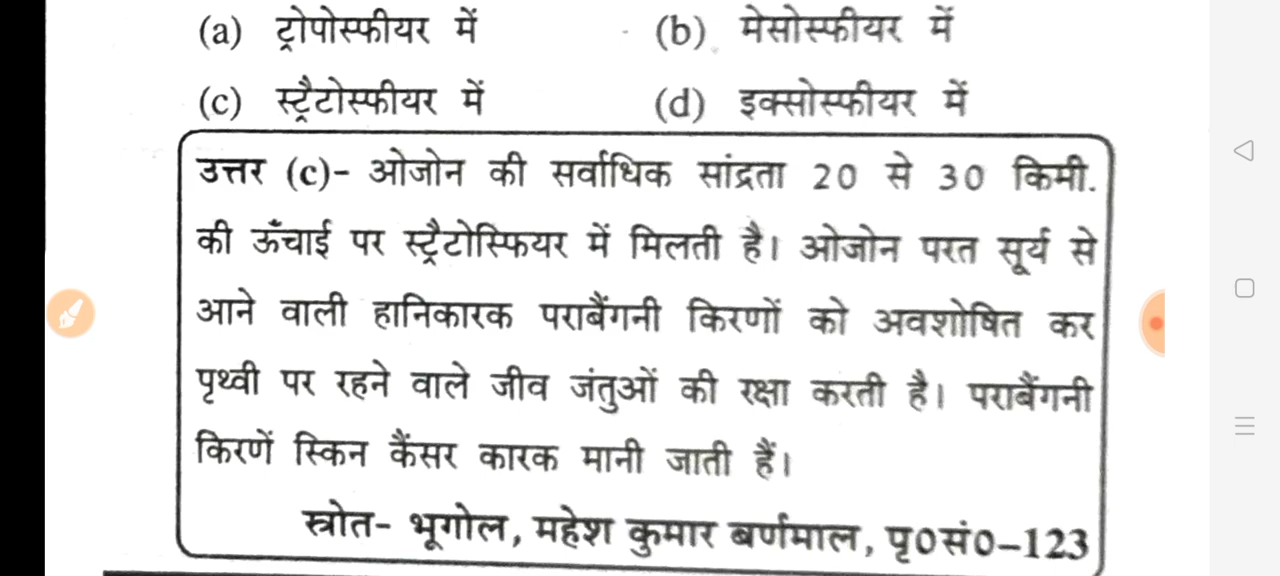 (a) ट्रोपोस्फीयर में (b) मेसोस्फीयर में
(c) स्ट्रैटोस्फीयर में (d) इक्सोस्फीयर में
उत्तर (c)- ओजोन की सर्वाधिक सांद्रता 20 से 30 किमी.
की ऊँचाई पर स्ट्रैटोस्फियर में मिलती है। ओजोन परत सूर्य से
आने वाली हानिकारक पराबैंगनी किरणों को अवशोषित कर
पृथ्वी पर रहने वाले जीव जंतुओं की रक्षा करती है। पराबैंगनी
किरणें स्किन कैंसर कारक मानी जाती हैं।
स्त्रोत- भूगोल, महेश कुमार बर्णमाल, पृ0सं0-123